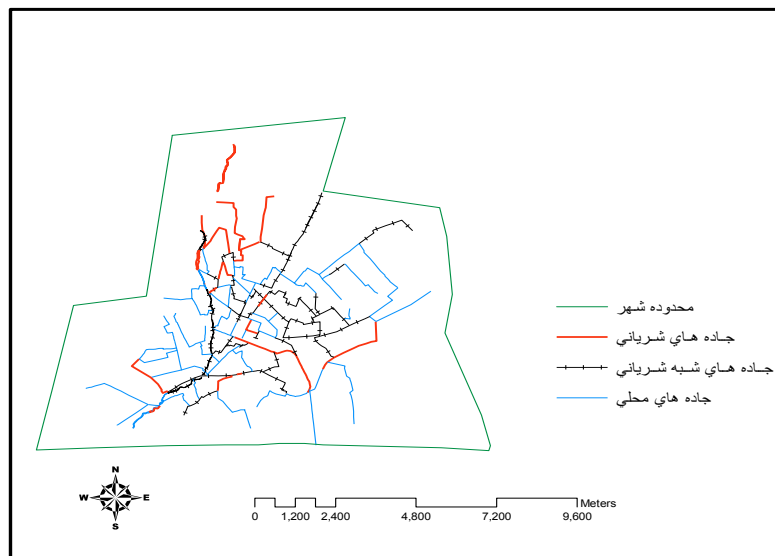 محدوده شهر
جاده هاي شرياني
جاده هاي شبه شرياني
جاده هاي محلي
N
W E
S
Meters
0 1,200 2,400 4,800 7,200 9,600